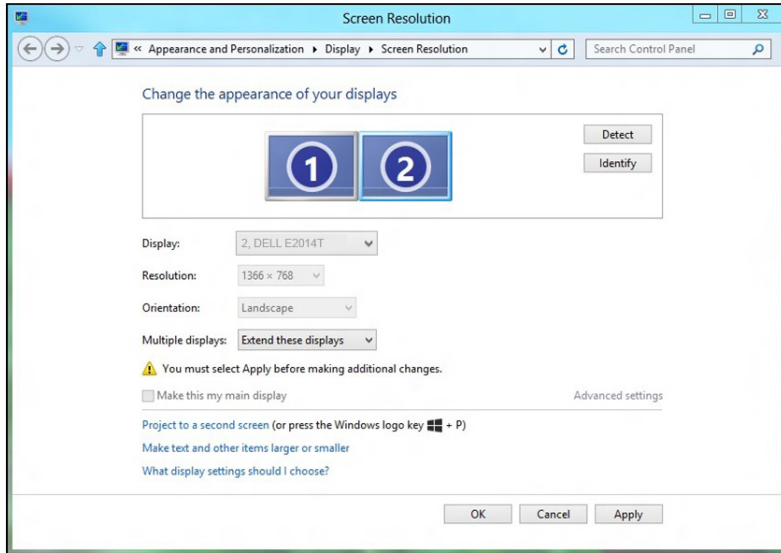 Screen Resolution
« Appearance and Personalization ▸ Display ▸ Screen Resolution
Search Control Panel
Change the appearance of your displays
1 2
Detect
Identify
Display: 2, DELL E2014T
Resolution: 1366 × 768
Orientation: Landscape
Multiple displays: Extend these displays
You must select Apply before making additional changes.
Make this my main display
Advanced settings
Project to a second screen (or press the Windows logo key + P)
Make text and other items larger or smaller
What display settings should I choose?
OK Cancel Apply